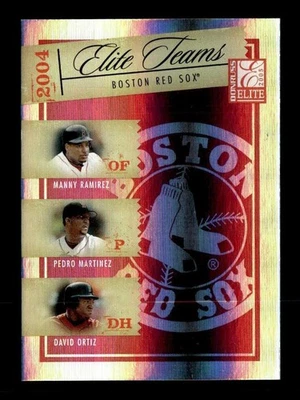 2004
Elite Teams
BOSTON RED SOX®
DONRUSS
ELITE
OF
MANNY RAMIREZ
P
PEDRO MARTINEZ
DH
DAVID ORTIZ
BOSTON
RED SOX
®